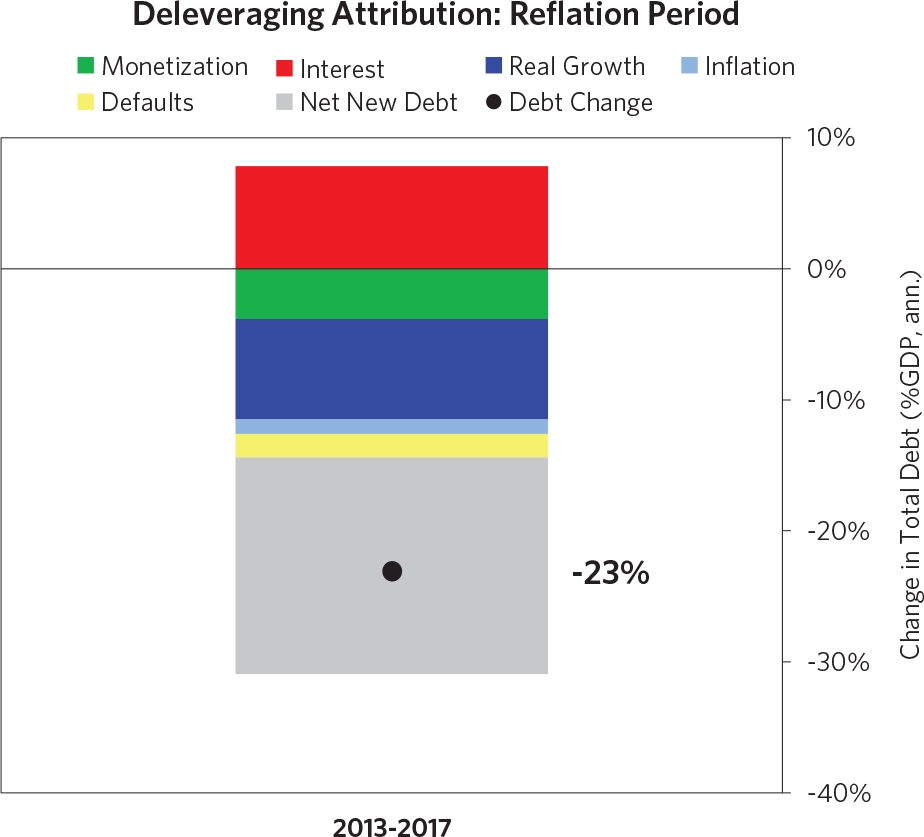 Deleveraging Attribution: Reflation Period
Monetization Interest Real Growth Inflation
Defaults Net New Debt Debt Change
10%
0%
-10%
-20%
-23%
-30%
-40%
Change in Total Debt (%GDP, ann.)
2013-2017